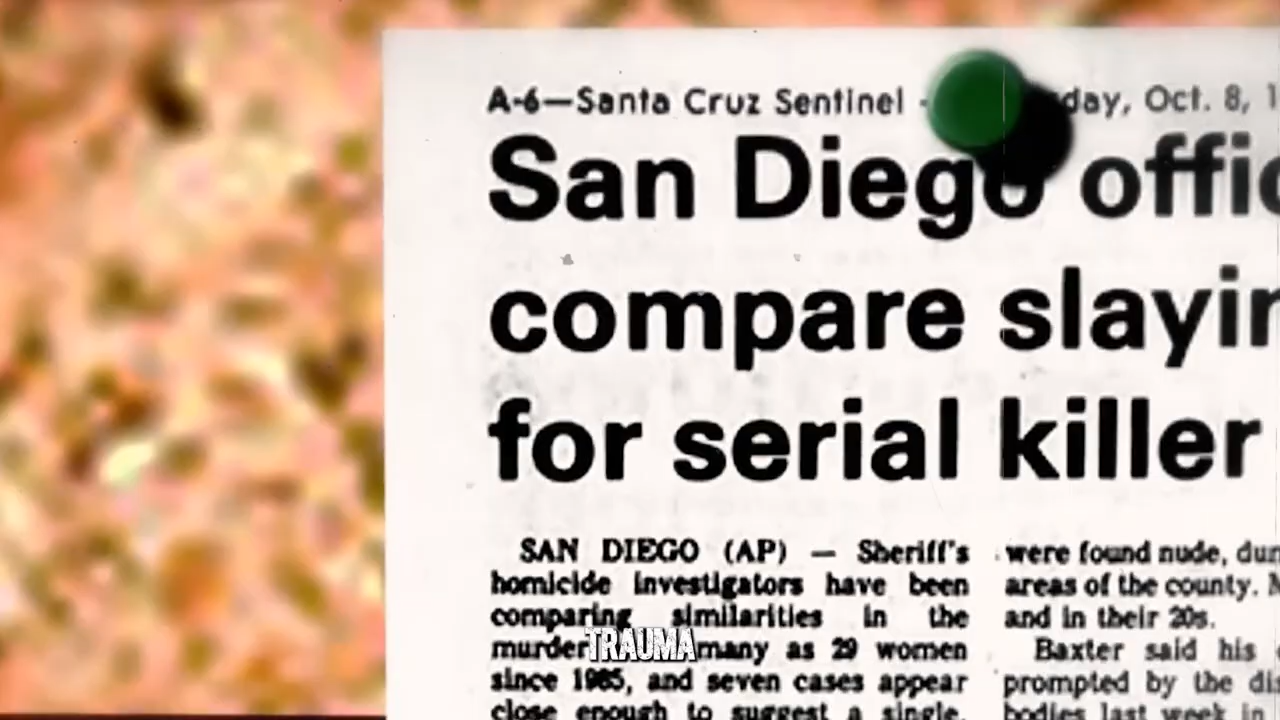 A-6—Santa Cruz Sentinel - day, Oct. 8, 1
San Diego offic
compare slayin
for serial killer
SAN DIEGO (AP) — Sheriff's
homicide investigators have been
comparing similarities in the
murder many as 29 women
since 1985, and seven cases appear
close enough to suggest a single,
were found nude, dum
areas of the county. M
and in their 20s.
Baxter said his
prompted by the dis
bodies last week in
TRAUMA